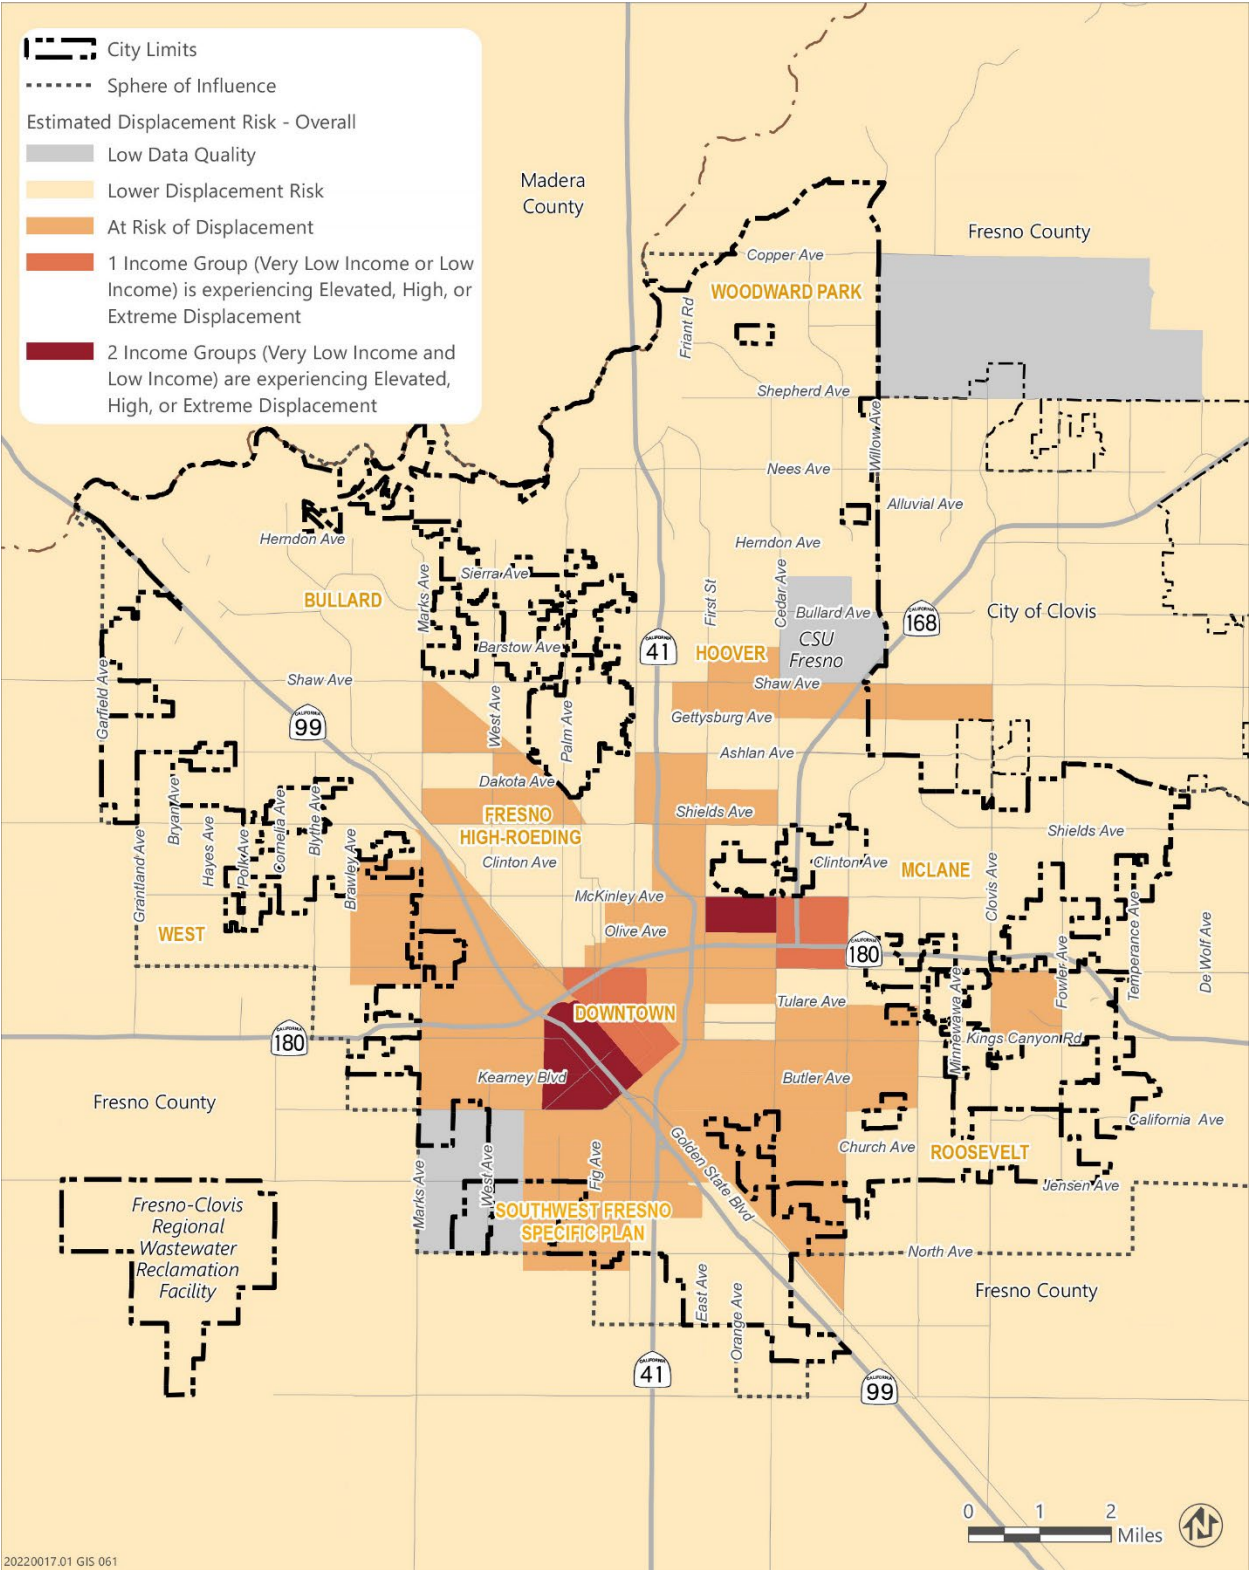 City Limits
Sphere of Influence
Estimated Displacement Risk - Overall
Low Data Quality
Lower Displacement Risk
At Risk of Displacement
1 Income Group (Very Low Income or Low
Income) is experiencing Elevated, High, or
Extreme Displacement
2 Income Groups (Very Low Income and
Low Income) are experiencing Elevated,
High, or Extreme Displacement
Madera
County
Fresno County
Copper Ave
WOODWARD PARK
Friant Rd
Shepherd Ave
Willow Ave
Nees Ave
Alluvial Ave
Herndon Ave
Herndon Ave
Sierra Ave
Marks Ave
BULLARD
First St
Cedar Ave
Bullard Ave
CALIFORNIA
168
City of Clovis
CSU
Fresno
Barstow Ave
CALIFORNIA
41
HOOVER
Garfield Ave
Shaw Ave
Shaw Ave
CALIFORNIA
99
West Ave
Palm Ave
Gettysburg Ave
Ashlan Ave
Dakota Ave
Bryan Ave
Hayes Ave
Polk Ave
Cornelia Ave
Blythe Ave
Brawley Ave
Grantland Ave
FRESNO
HIGH-ROEDING
Shields Ave
Shields Ave
Clinton Ave
Clinton Ave
MCLANE
Clovis Ave
McKinley Ave
Olive Ave
WEST
CALIFORNIA
180
Fowler Ave
Temperance Ave
De Wolf Ave
Minnewawa Ave
Tulare Ave
DOWNTOWN
CALIFORNIA
180
Kings Canyon Rd
Kearney Blvd
Butler Ave
Fresno County
California Ave
Church Ave
ROOSEVELT
Golden State Blvd
Fig Ave
West Ave
Marks Ave
Jensen Ave
Fresno-Clovis
Regional
Wastewater
Reclamation
Facility
SOUTHWEST FRESNO
SPECIFIC PLAN
North Ave
East Ave
Orange Ave
Fresno County
CALIFORNIA
41
CALIFORNIA
99
0 1 2
Miles
N
20220017.01 GIS 061